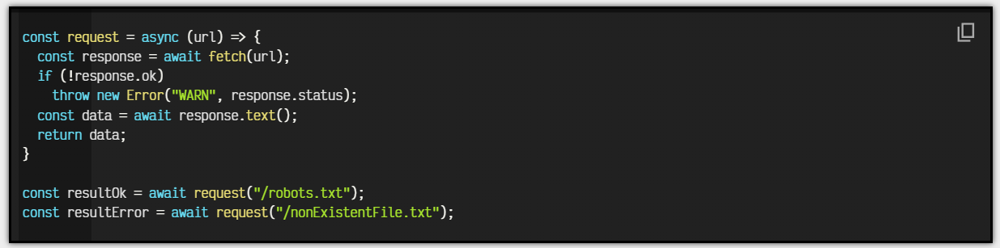 const request = async (url) => {
  const response = await fetch(url);
  if (!response.ok)
    throw new Error("WARN", response.status);
  const data = await response.text();
  return data;
}

const resultOk = await request("/robots.txt");
const resultError = await request("/nonExistentFile.txt");